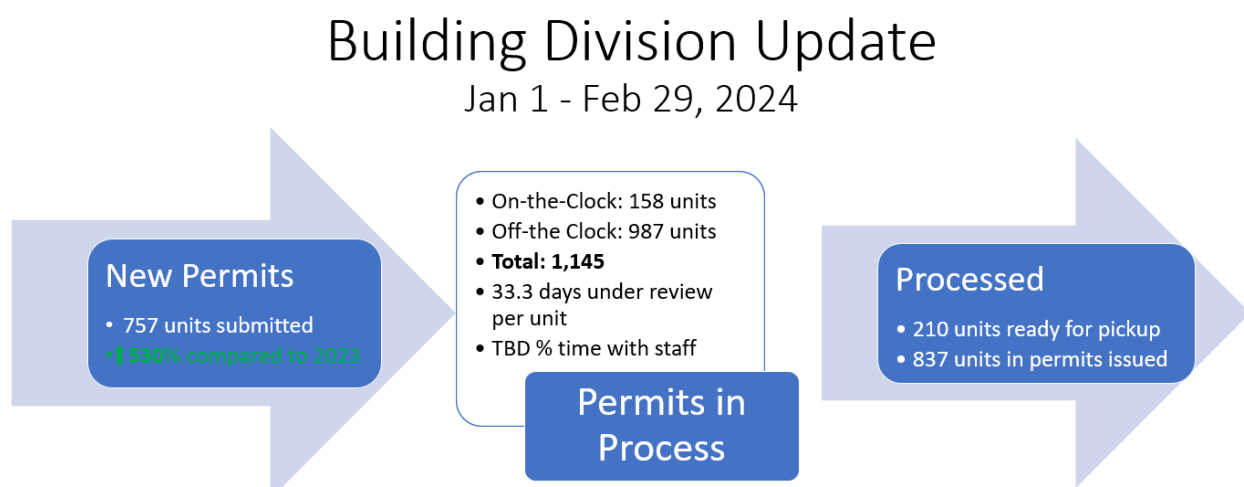 Building Division Update
Jan 1 - Feb 29, 2024
New Permits
• 757 units submitted
• ↑530% compared to 2023
• On-the-Clock: 158 units
• Off-the Clock: 987 units
• Total: 1,145
• 33.3 days under review
per unit
• TBD % time with staff
Permits in
Process
Processed
• 210 units ready for pickup
• 837 units in permits issued